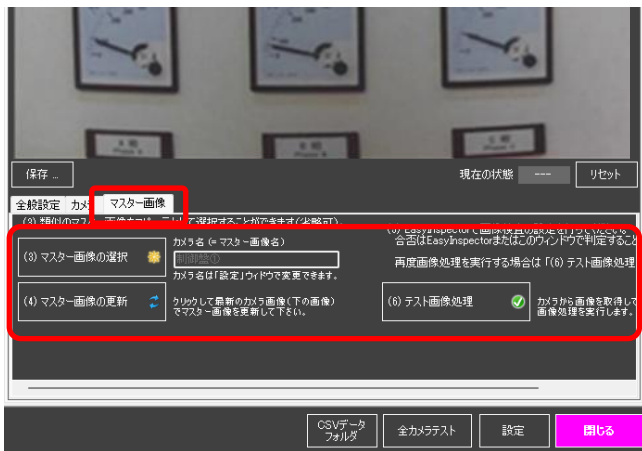 A 相
Phase A
B 相
C 相
保存 ...
現在の状態
---
リセット
全般設定
カメラ
マスター画像
(3) マスター画像の選択
カメラ名 (= マスター画像名)
制御盤①
カメラ名は「設定」ウィドウで変更できます。
(4) マスター画像の更新
クリックして最新のカメラ画像(下の画像)
でマスター画像を更新して下さい。
合否はEasyInspectorまたはこのウィンドウで判定すること
再度画像処理を実行する場合は「(6) テスト画像処理
(6) テスト画像処理
カメラから画像を取得して
画像処理を実行します。
CSVデータ
フォルダ
全カメラテスト
設定
閉じる